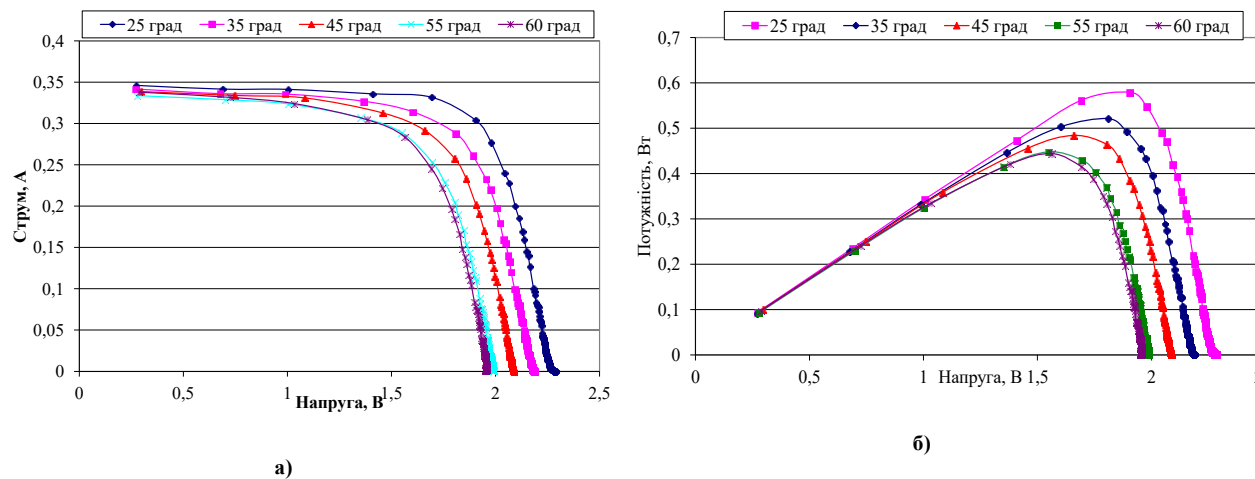 25 град 35 град 45 град 55 град 60 град
0,4
0,35
0,3
0,25
0,2
0,15
0,1
0,05
0
Струм, А
0 0,5 1 1,5 2 2,5
Напруга, В
а)
25 град 35 град 45 град 55 град 60 град
0,7
0,6
0,5
0,4
0,3
0,2
0,1
0
Потужність, Вт
0 0,5 1 Напруга, В 1,5 2
б)